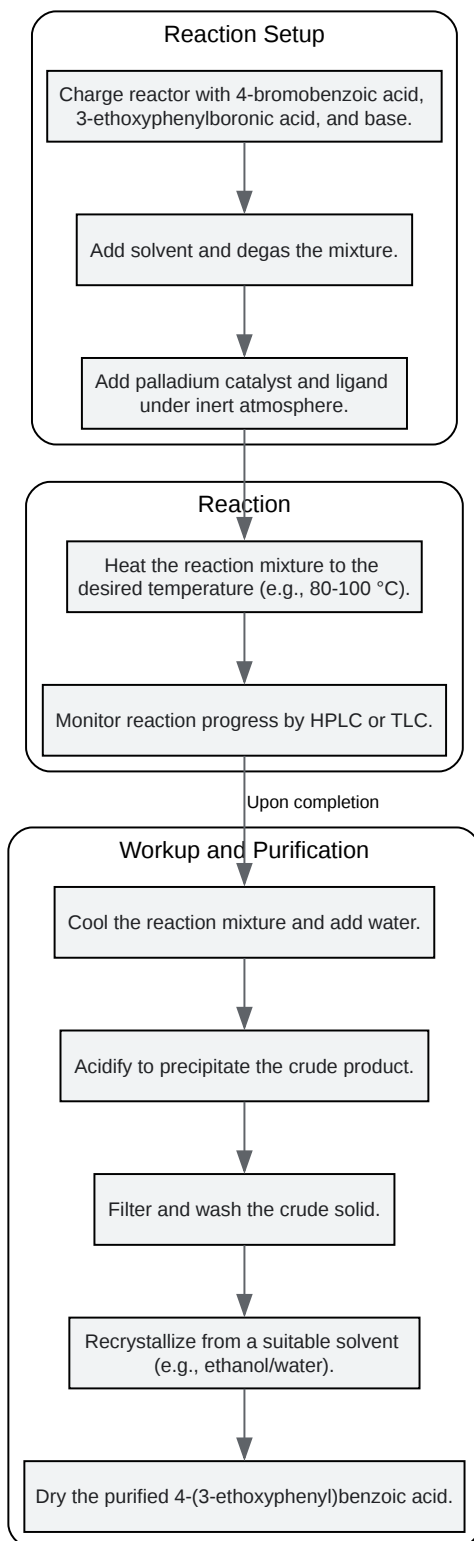 Reaction Setup
Charge reactor with 4-bromobenzoic acid,
3-ethoxyphenylboronic acid, and base.
Add solvent and degas the mixture.
Add palladium catalyst and ligand
under inert atmosphere.
Reaction
Heat the reaction mixture to the
desired temperature (e.g., 80-100 °C).
Monitor reaction progress by HPLC or TLC.
Upon completion
Workup and Purification
Cool the reaction mixture and add water.
Acidify to precipitate the crude product.
Filter and wash the crude solid.
Recrystallize from a suitable solvent
(e.g., ethanol/water).
Dry the purified 4-(3-ethoxyphenyl)benzoic acid.